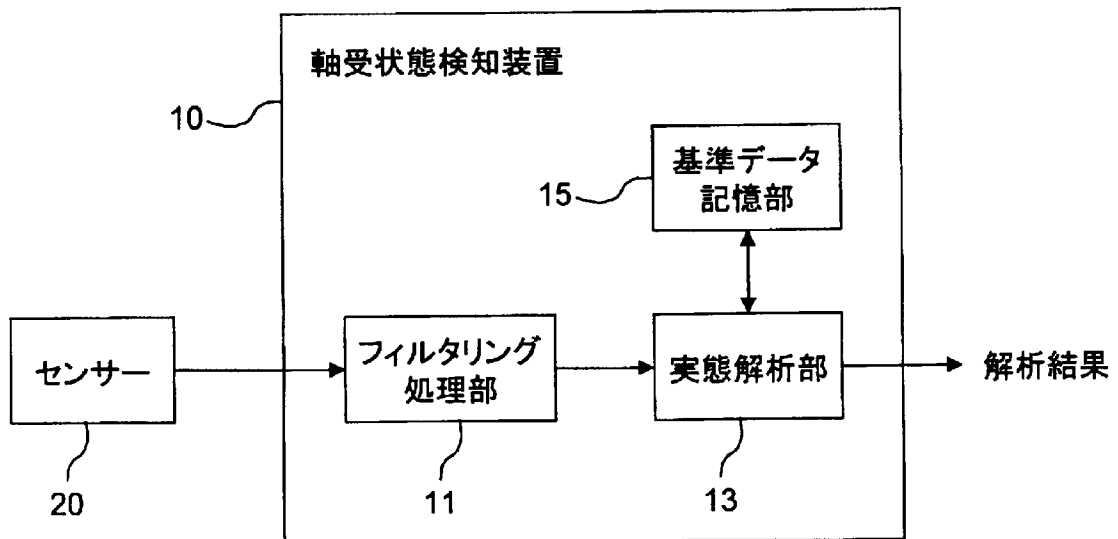 軸受状態検知装置
10
基準データ
記憶部
15
センサー
フィルタリング
処理部
実態解析部
解析結果
20
11
13